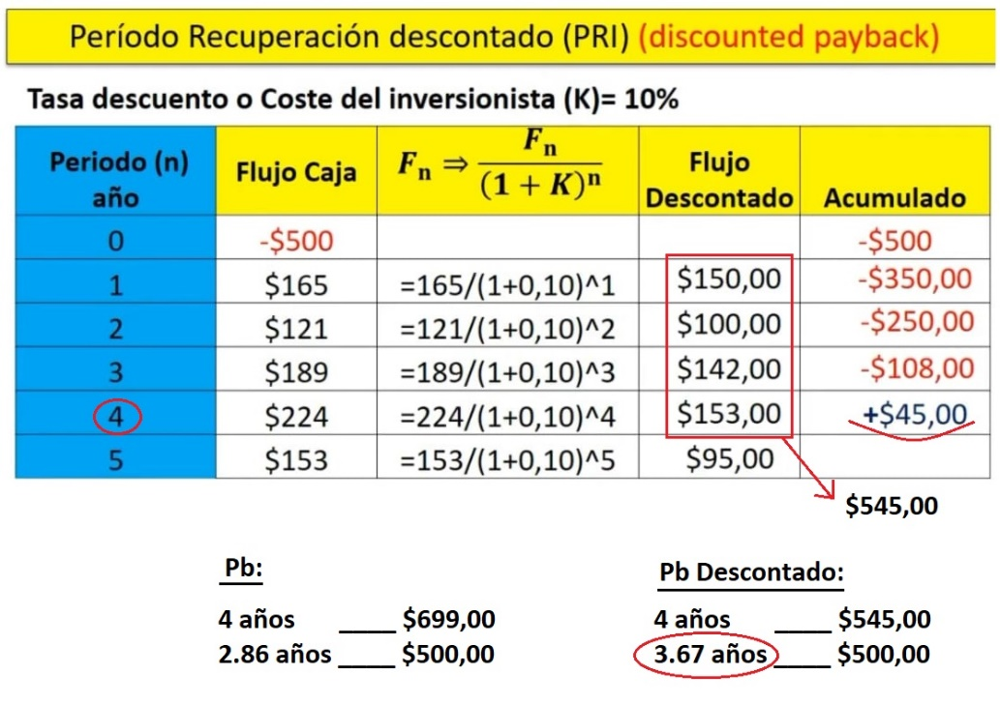 Período Recuperación descontado (PRI) (discounted payback)
Tasa descuento o Coste del inversionista (K)= 10%
Periodo (n) año Flujo Caja Fn ⇒ Fn/(1 + K)^n Flujo Descontado Acumulado
0 -$500 -$500
1 $165 =165/(1+0,10)^1 $150,00 -$350,00
2 $121 =121/(1+0,10)^2 $100,00 -$250,00
3 $189 =189/(1+0,10)^3 $142,00 -$108,00
4 $224 =224/(1+0,10)^4 $153,00 +$45,00
5 $153 =153/(1+0,10)^5 $95,00
$545,00
Pb: Pb Descontado:
4 años ____ $699,00 4 años ____ $545,00
2.86 años ____ $500,00 3.67 años ____ $500,00